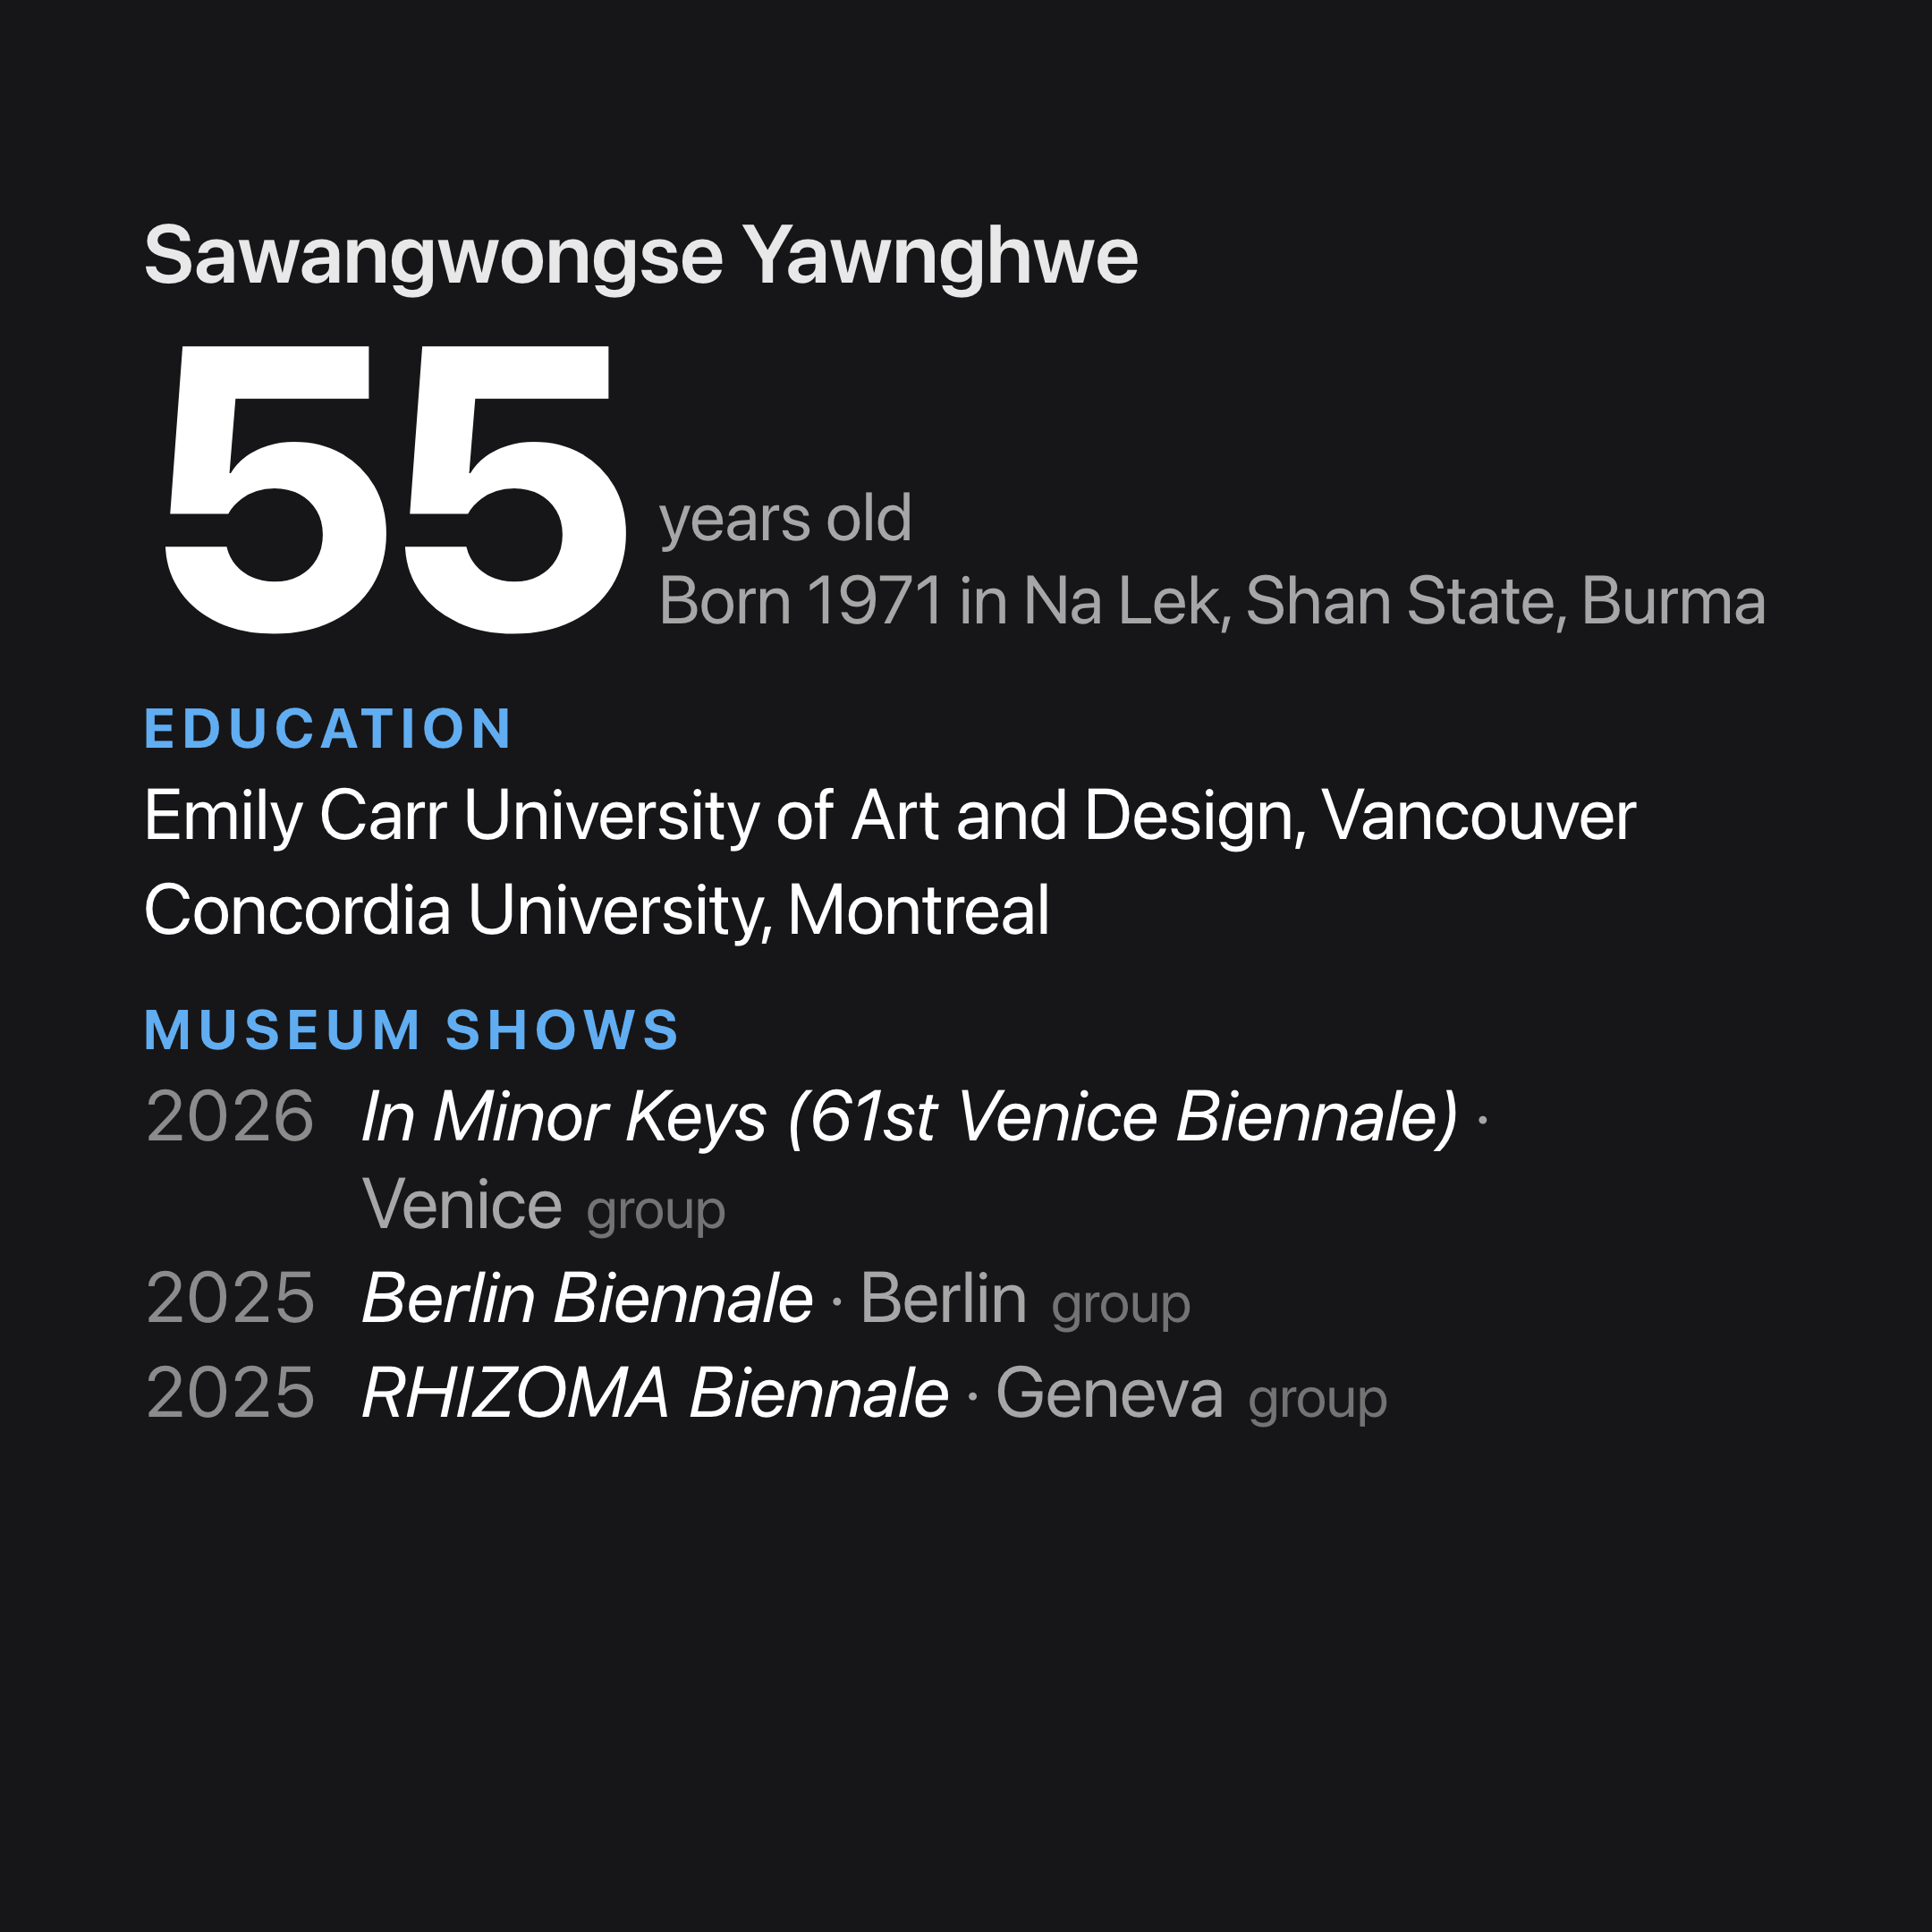 Sawangwongse Yawnghwe
55
years old
Born 1971 in Na Lek, Shan State, Burma
EDUCATION
Emily Carr University of Art and Design, Vancouver
Concordia University, Montreal
MUSEUM SHOWS
2026 In Minor Keys (61st Venice Biennale) ·
Venice group
2025 Berlin Biennale · Berlin group
2025 RHIZOMA Biennale · Geneva group